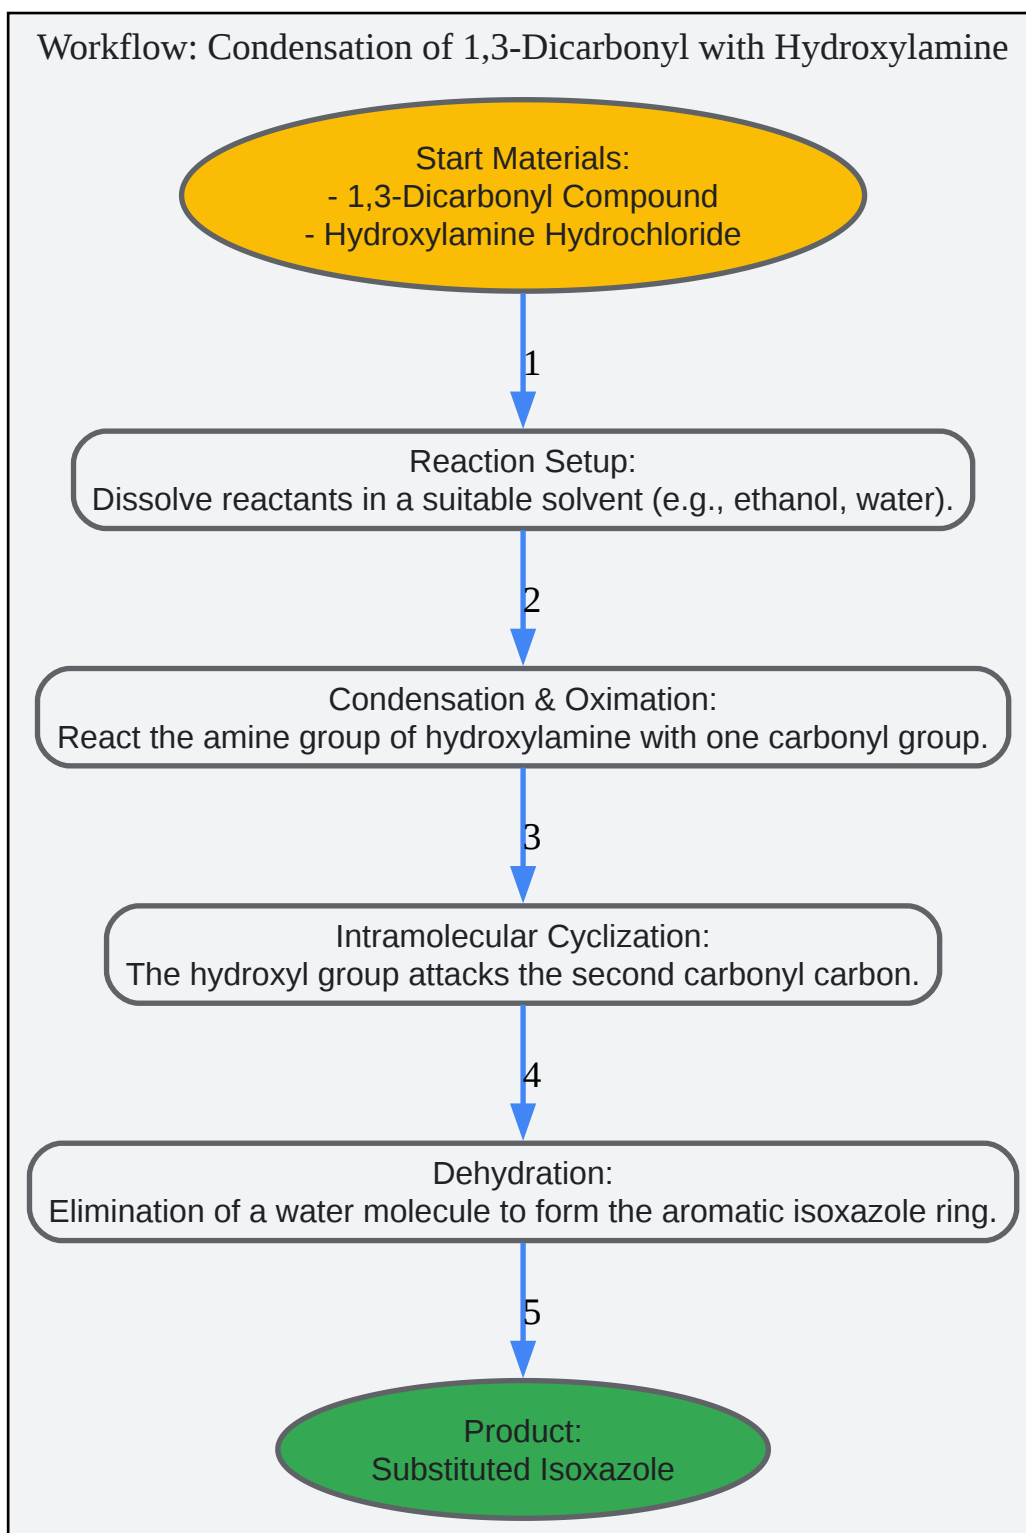 Workflow: Condensation of 1,3-Dicarbonyl with Hydroxylamine
Start Materials:
- 1,3-Dicarbonyl Compound
- Hydroxylamine Hydrochloride
1
Reaction Setup:
Dissolve reactants in a suitable solvent (e.g., ethanol, water).
2
Condensation & Oximation:
React the amine group of hydroxylamine with one carbonyl group.
3
Intramolecular Cyclization:
The hydroxyl group attacks the second carbonyl carbon.
4
Dehydration:
Elimination of a water molecule to form the aromatic isoxazole ring.
5
Product:
Substituted Isoxazole